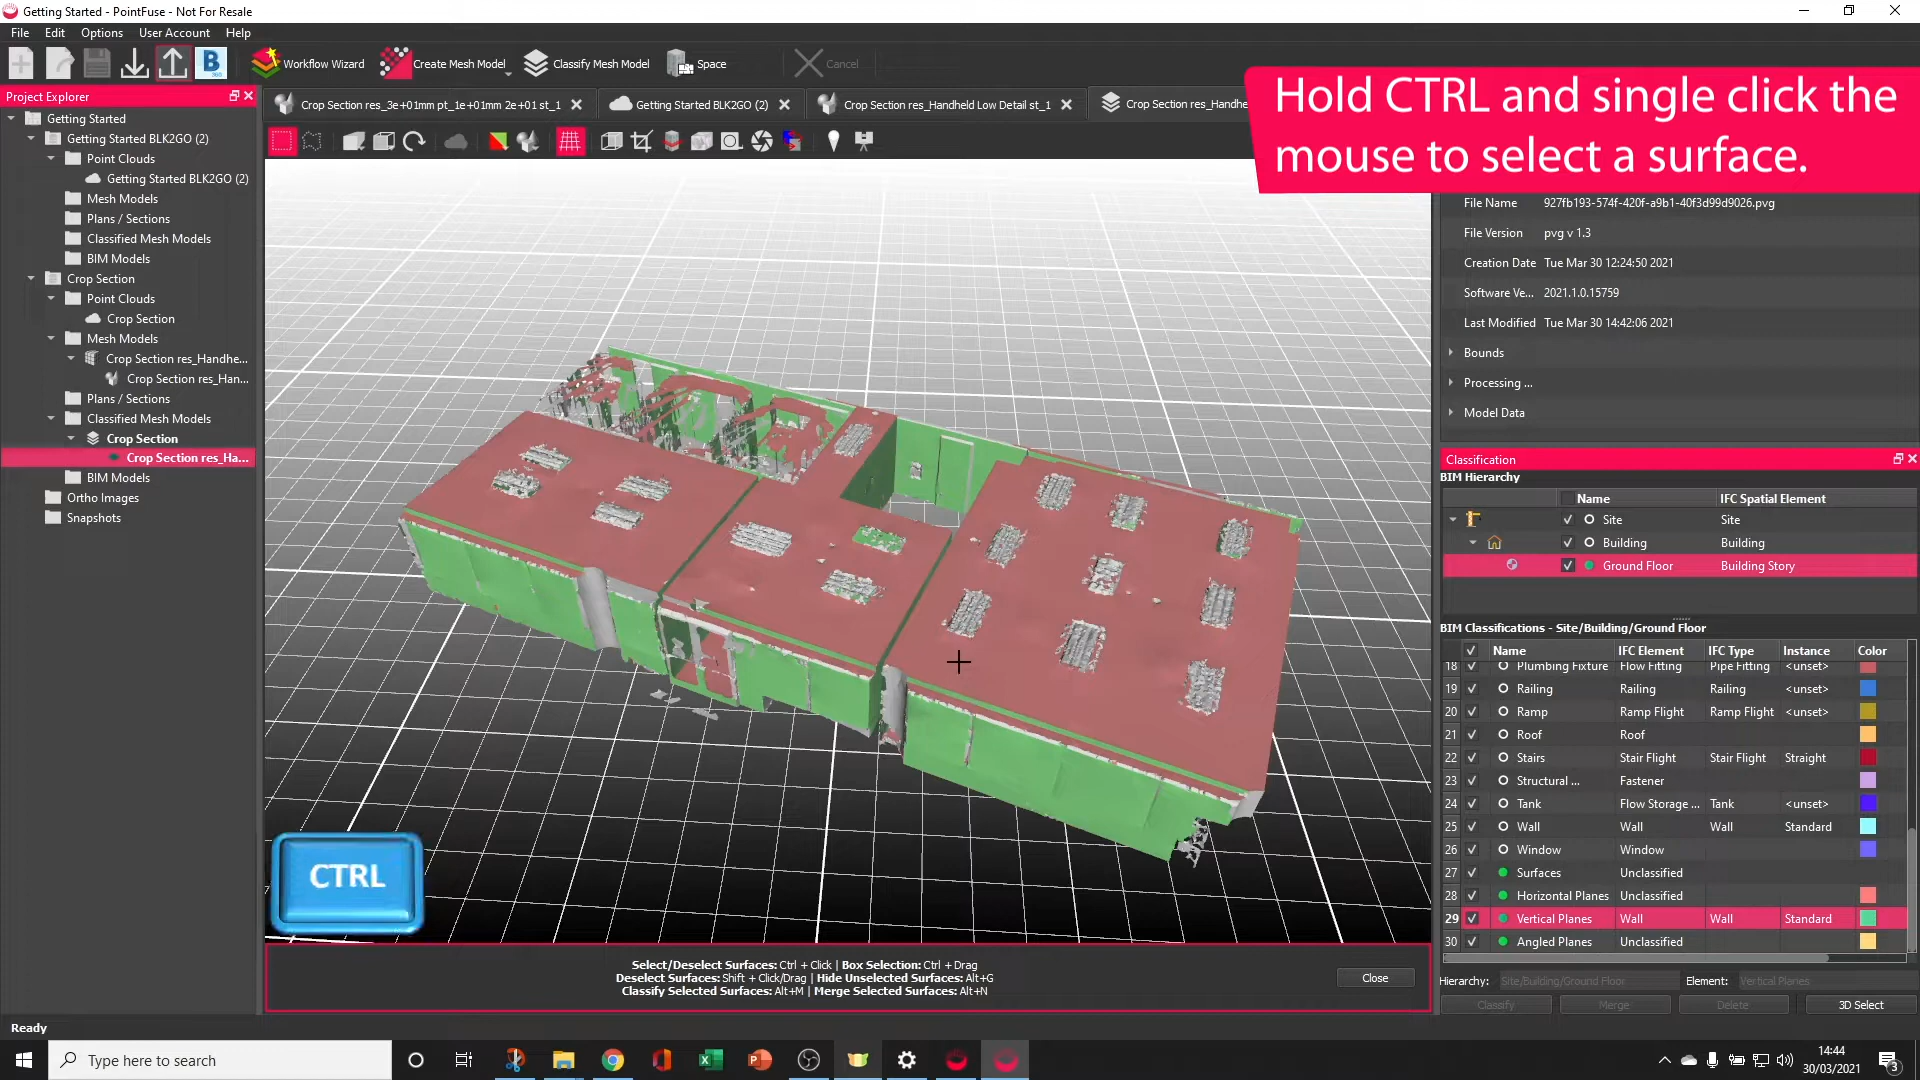 Getting Started - PointFuse - Not For Resale
File Edit Options User Account Help
B
360
Workflow Wizard
Create Mesh Model
Classify Mesh Model
Space
Cancel
Hold CTRL and single click the
mouse to select a surface.
Project Explorer
Getting Started
Getting Started BLK2GO (2)
Point Clouds
Getting Started BLK2GO (2)
Mesh Models
Plans / Sections
Classified Mesh Models
BIM Models
Crop Section
Point Clouds
Crop Section
Mesh Models
Crop Section res_Handhe...
Crop Section res_Han...
Plans / Sections
Classified Mesh Models
Crop Section
Crop Section res_Ha...
BIM Models
Ortho Images
Snapshots
Crop Section res_3e+01mm pt_1e+01mm 2e+01 st_1
Getting Started BLK2GO (2)
Crop Section res_Handheld Low Detail st_1
Crop Section res_Handhe
CTRL
Select/Deselect Surfaces: Ctrl + Click | Box Selection: Ctrl + Drag
Deselect Surfaces: Shift + Click/Drag | Hide Unselected Surfaces: Alt+G
Classify Selected Surfaces: Alt+M | Merge Selected Surfaces: Alt+N
Close
File Name 927fb193-574f-420f-a9b1-40f3d99d9026.pvg
File Version pvg v 1.3
Creation Date Tue Mar 30 12:24:50 2021
Software Ve... 2021.1.0.15759
Last Modified Tue Mar 30 14:42:06 2021
Bounds
Processing ...
Model Data
Classification
BIM Hierarchy
Name IFC Spatial Element
Site Site
Building Building
Ground Floor Building Story
BIM Classifications - Site/Building/Ground Floor
Name IFC Element IFC Type Instance Color
18 Plumbing Fixture Flow Fitting Pipe Fitting <unset>
19 Railing Railing Railing <unset>
20 Ramp Ramp Flight Ramp Flight <unset>
21 Roof Roof
22 Stairs Stair Flight Stair Flight Straight
23 Structural ... Fastener
24 Tank Flow Storage ... Tank <unset>
25 Wall Wall Wall Standard
26 Window Window
27 Surfaces Unclassified
28 Horizontal Planes Unclassified
29 Vertical Planes Wall Wall Standard
30 Angled Planes Unclassified
Hierarchy: Site/Building/Ground Floor Element: Vertical Planes
Classify Merge Delete 3D Select
Ready
Type here to search
14:44
30/03/2021
3